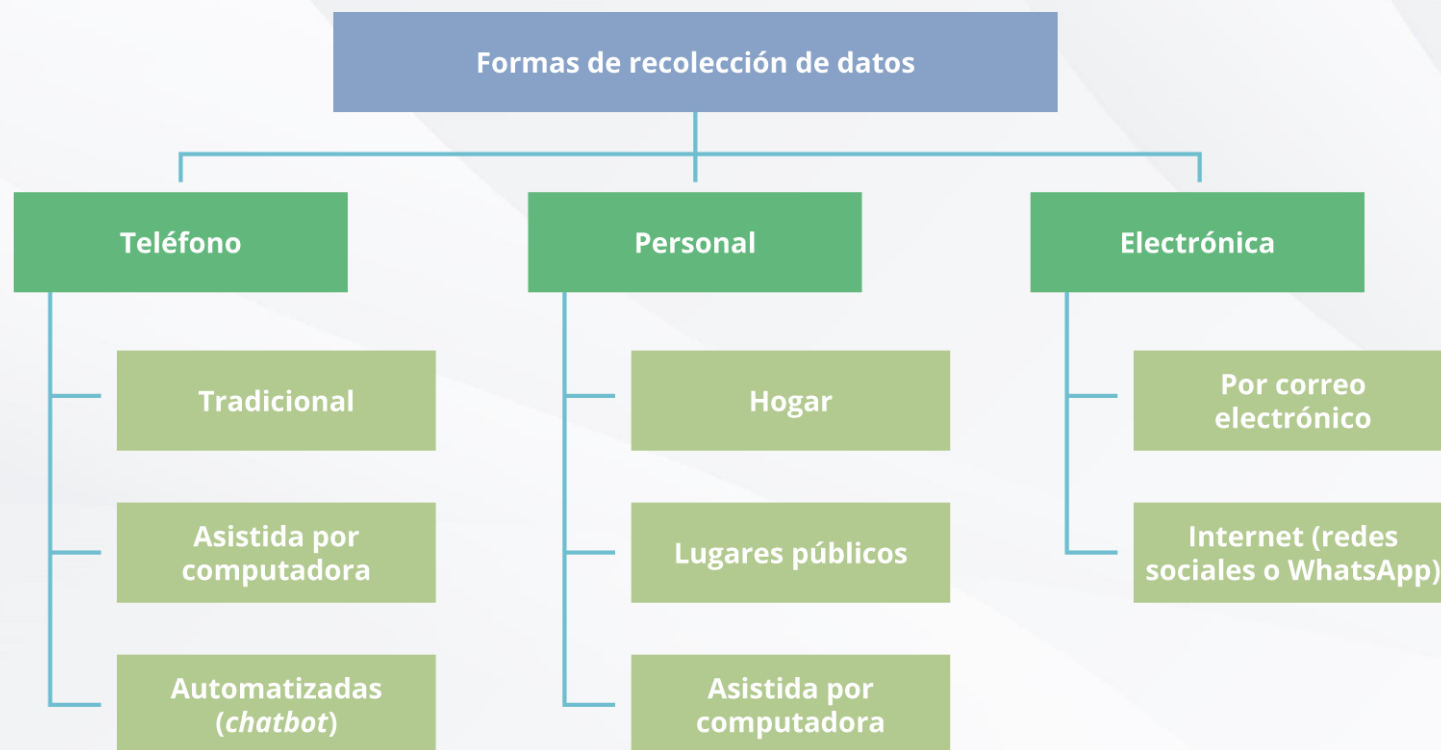 Formas de recolección de datos
Teléfono
Tradicional
Asistida por
computadora
Automatizadas
(chatbot)
Personal
Hogar
Lugares públicos
Asistida por
computadora
Electrónica
Por correo
electrónico
Internet (redes
sociales o WhatsApp)